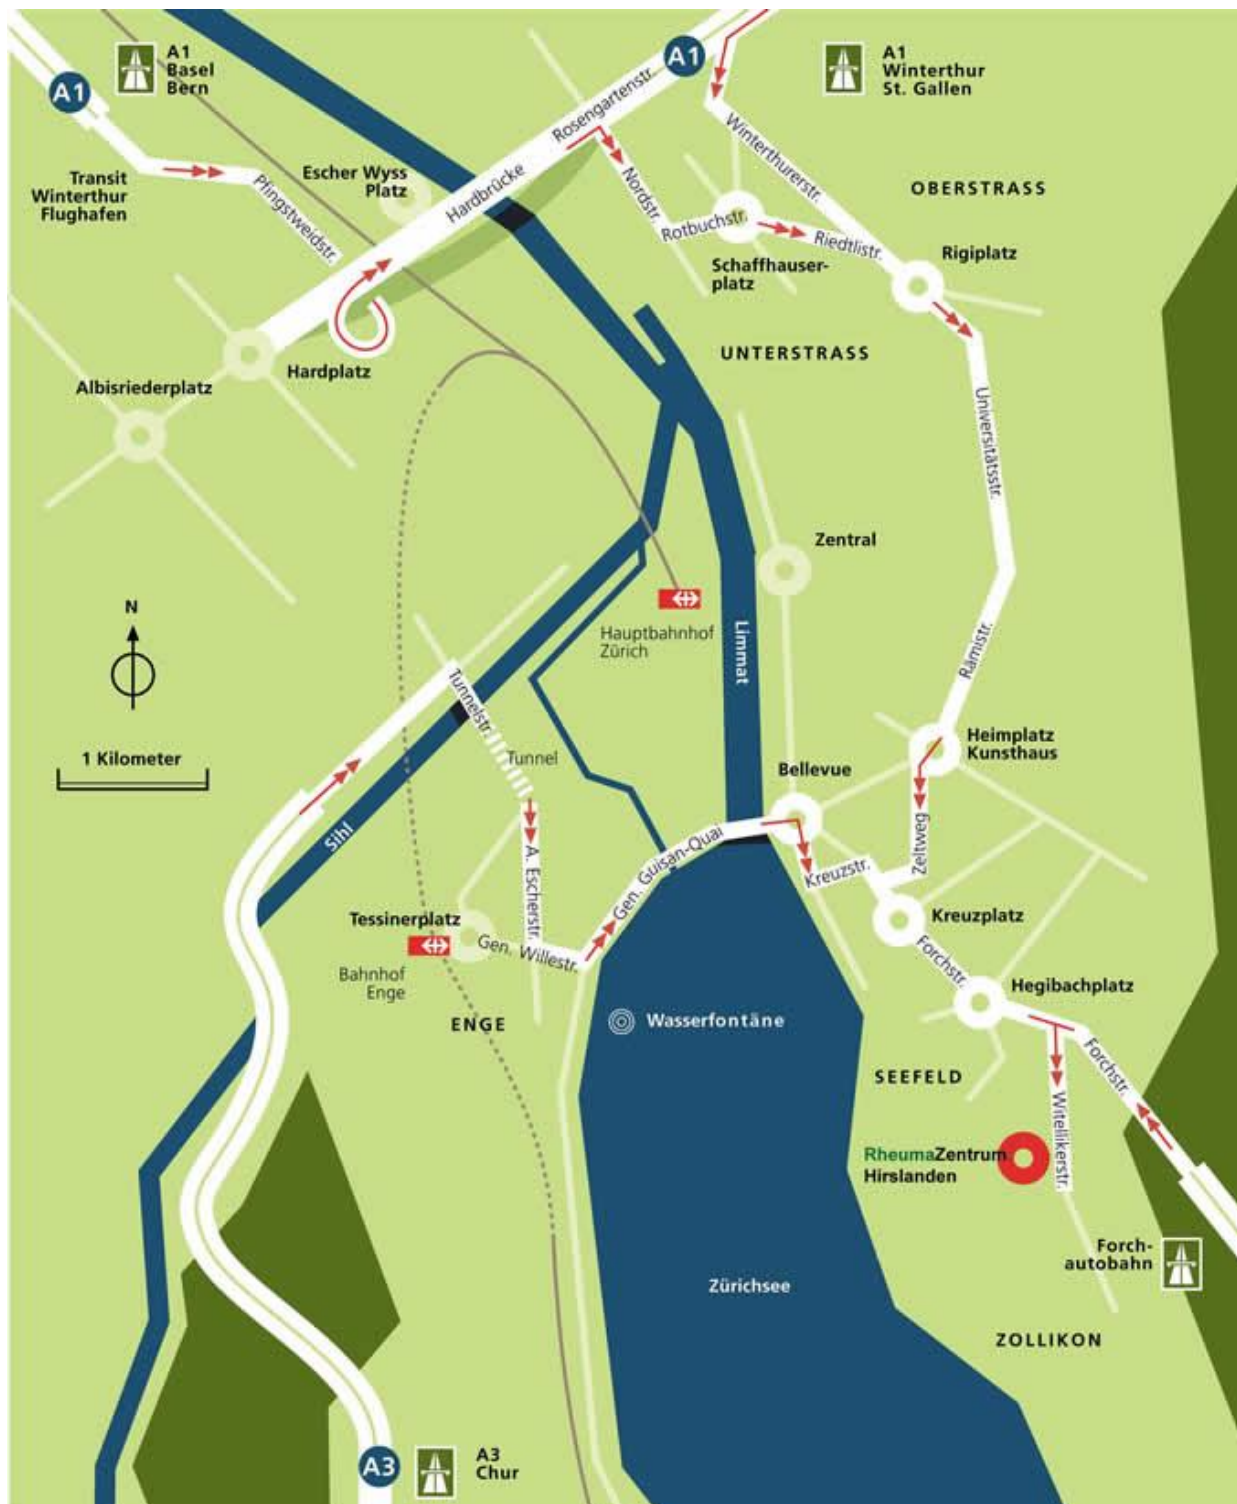 A1
Basel
Bern
A1
A1
A1
Winterthur
St. Gallen
Rosengartenstr.
Winterthurerstr.
Transit
Winterthur
Flughafen
Pfingstweidstr.
Escher Wyss
Platz
Hardbrücke
Nordstr.
OBERSTRASS
Rotbuchstr.
Riedtlistr.
Rigiplatz
Schaffhauser-
platz
UNTERSTRASS
Hardplatz
Albisriederplatz
Universitätsstr.
Zentral
N
Hauptbahnhof
Zürich
Limmat
Rämistr.
Tunnelstr.
Heimplatz
Kunsthaus
1 Kilometer
Tunnel
Bellevue
Sihl
Gen. Guisan-Quai
Kreuzstr.
Zeltweg
A. Escherstr.
Tessinerplatz
Gen. Willestr.
Kreuzplatz
Forchstr.
Bahnhof
Enge
Hegibachplatz
ENGE
Wasserfontäne
SEEFELD
Forchstr.
Witellikerstr.
RheumaZentrum
Hirslanden
Forch-
autobahn
Zürichsee
ZOLLIKON
A3
A3
Chur